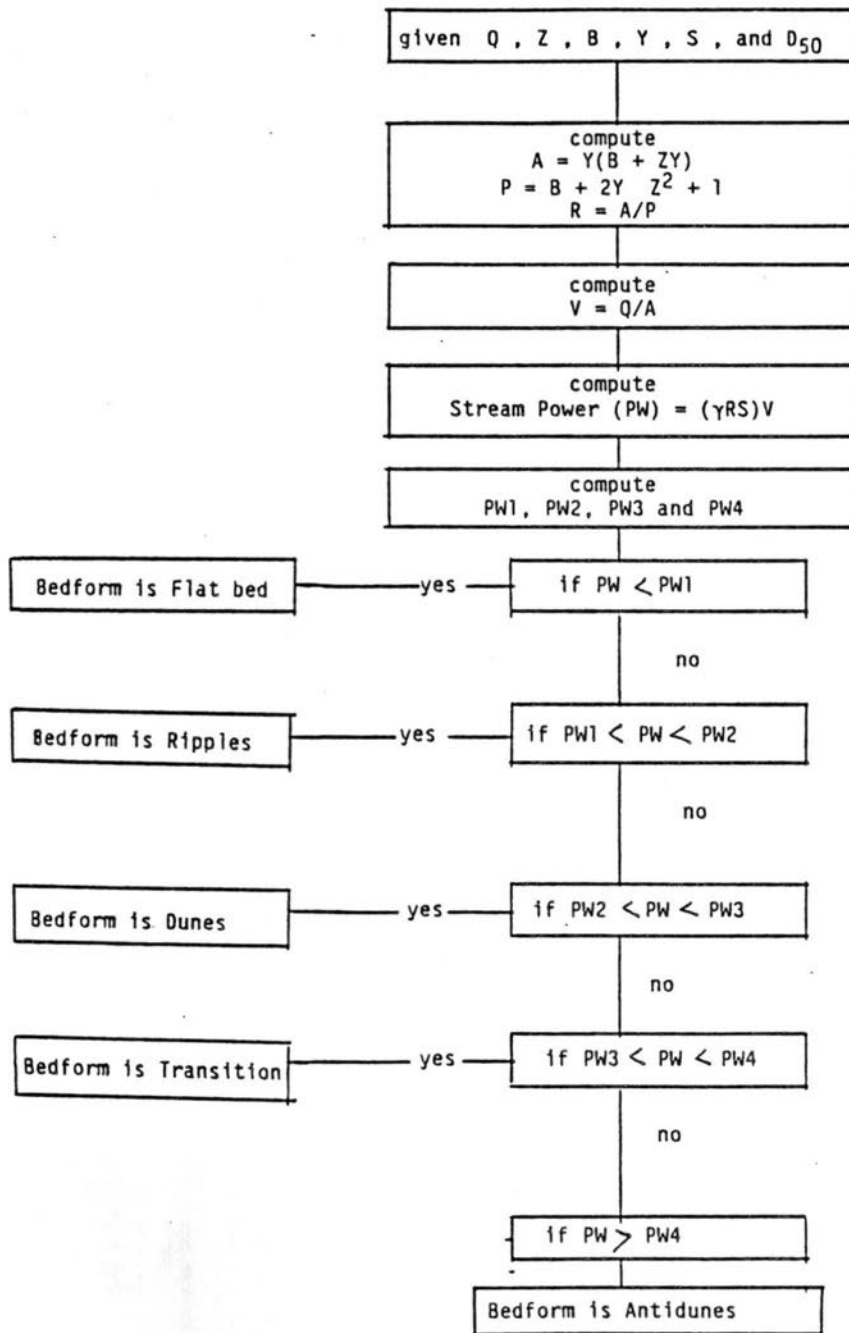 given Q , Z , B , Y , S , and D50
compute
A = Y(B + ZY)
P = B + 2Y Z² + 1
R = A/P
compute
V = Q/A
compute
Stream Power (PW) = (γRS)V
compute
PW1, PW2, PW3 and PW4
Bedform is Flat bed
yes
if PW < PW1
no
Bedform is Ripples
yes
if PW1 < PW < PW2
no
Bedform is Dunes
yes
if PW2 < PW < PW3
no
Bedform is Transition
yes
if PW3 < PW < PW4
no
if PW > PW4
Bedform is Antidunes